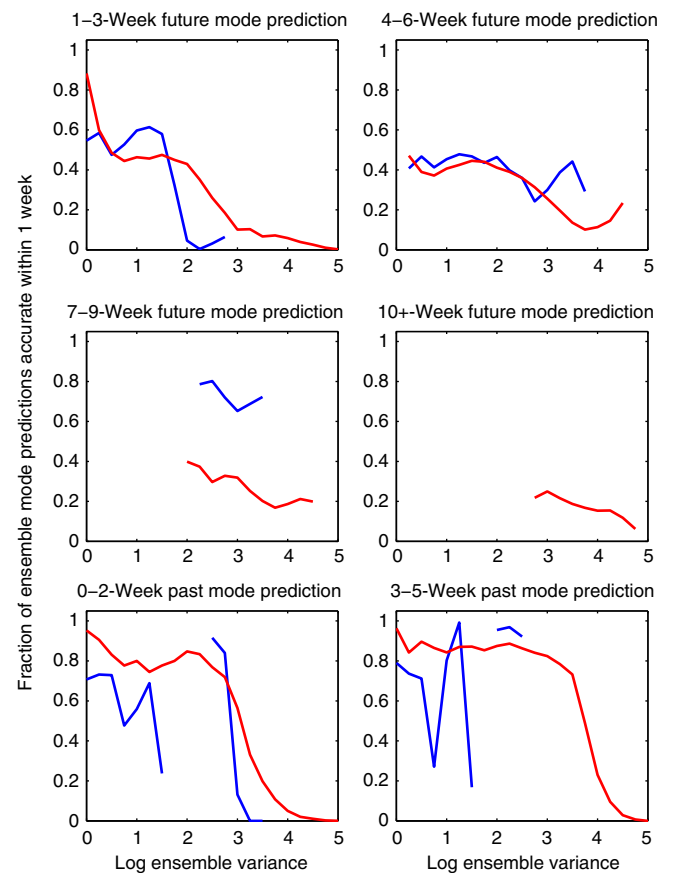 1–3-Week future mode prediction
4–6-Week future mode prediction
1
0.8
0.6
0.4
0.2
0
0 1 2 3 4 5
1
0.8
0.6
0.4
0.2
0
0 1 2 3 4 5
7–9-Week future mode prediction
10+-Week future mode prediction
1
0.8
0.6
0.4
0.2
0
0 1 2 3 4 5
1
0.8
0.6
0.4
0.2
0
0 1 2 3 4 5
0–2-Week past mode prediction
3–5-Week past mode prediction
1
0.8
0.6
0.4
0.2
0
0 1 2 3 4 5
1
0.8
0.6
0.4
0.2
0
0 1 2 3 4 5
Log ensemble variance
Log ensemble variance
Fraction of ensemble mode predictions accurate within 1 week